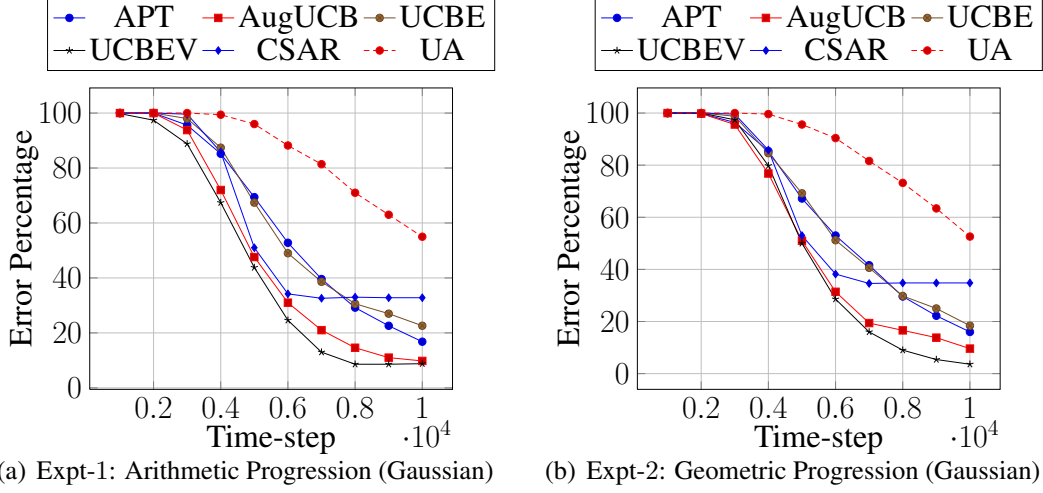 APT AugUCB UCBE
UCBEV CSAR UA
100
80
60
40
20
0
Error Percentage
0.2 0.4 0.6 0.8 1
Time-step
·10^4
(a) Expt-1: Arithmetic Progression (Gaussian)
APT AugUCB UCBE
UCBEV CSAR UA
100
80
60
40
20
0
Error Percentage
0.2 0.4 0.6 0.8 1
Time-step
·10^4
(b) Expt-2: Geometric Progression (Gaussian)